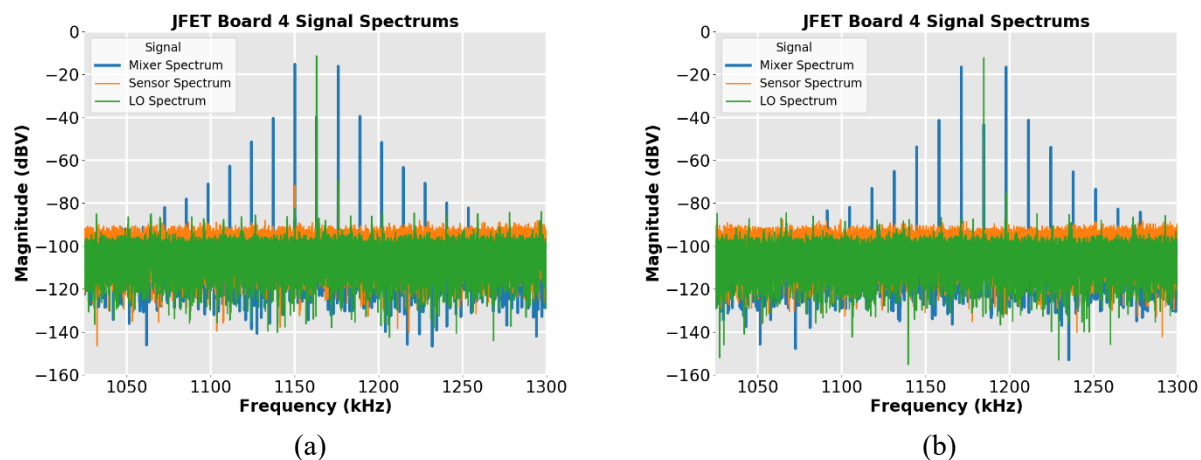 JFET Board 4 Signal Spectrums
0
−20
−40
−60
−80
−100
−120
−140
−160
Magnitude (dBV)
Signal
Mixer Spectrum
Sensor Spectrum
LO Spectrum
1050 1100 1150 1200 1250 1300
Frequency (kHz)
(a)
JFET Board 4 Signal Spectrums
0
−20
−40
−60
−80
−100
−120
−140
−160
Magnitude (dBV)
Signal
Mixer Spectrum
Sensor Spectrum
LO Spectrum
1050 1100 1150 1200 1250 1300
Frequency (kHz)
(b)